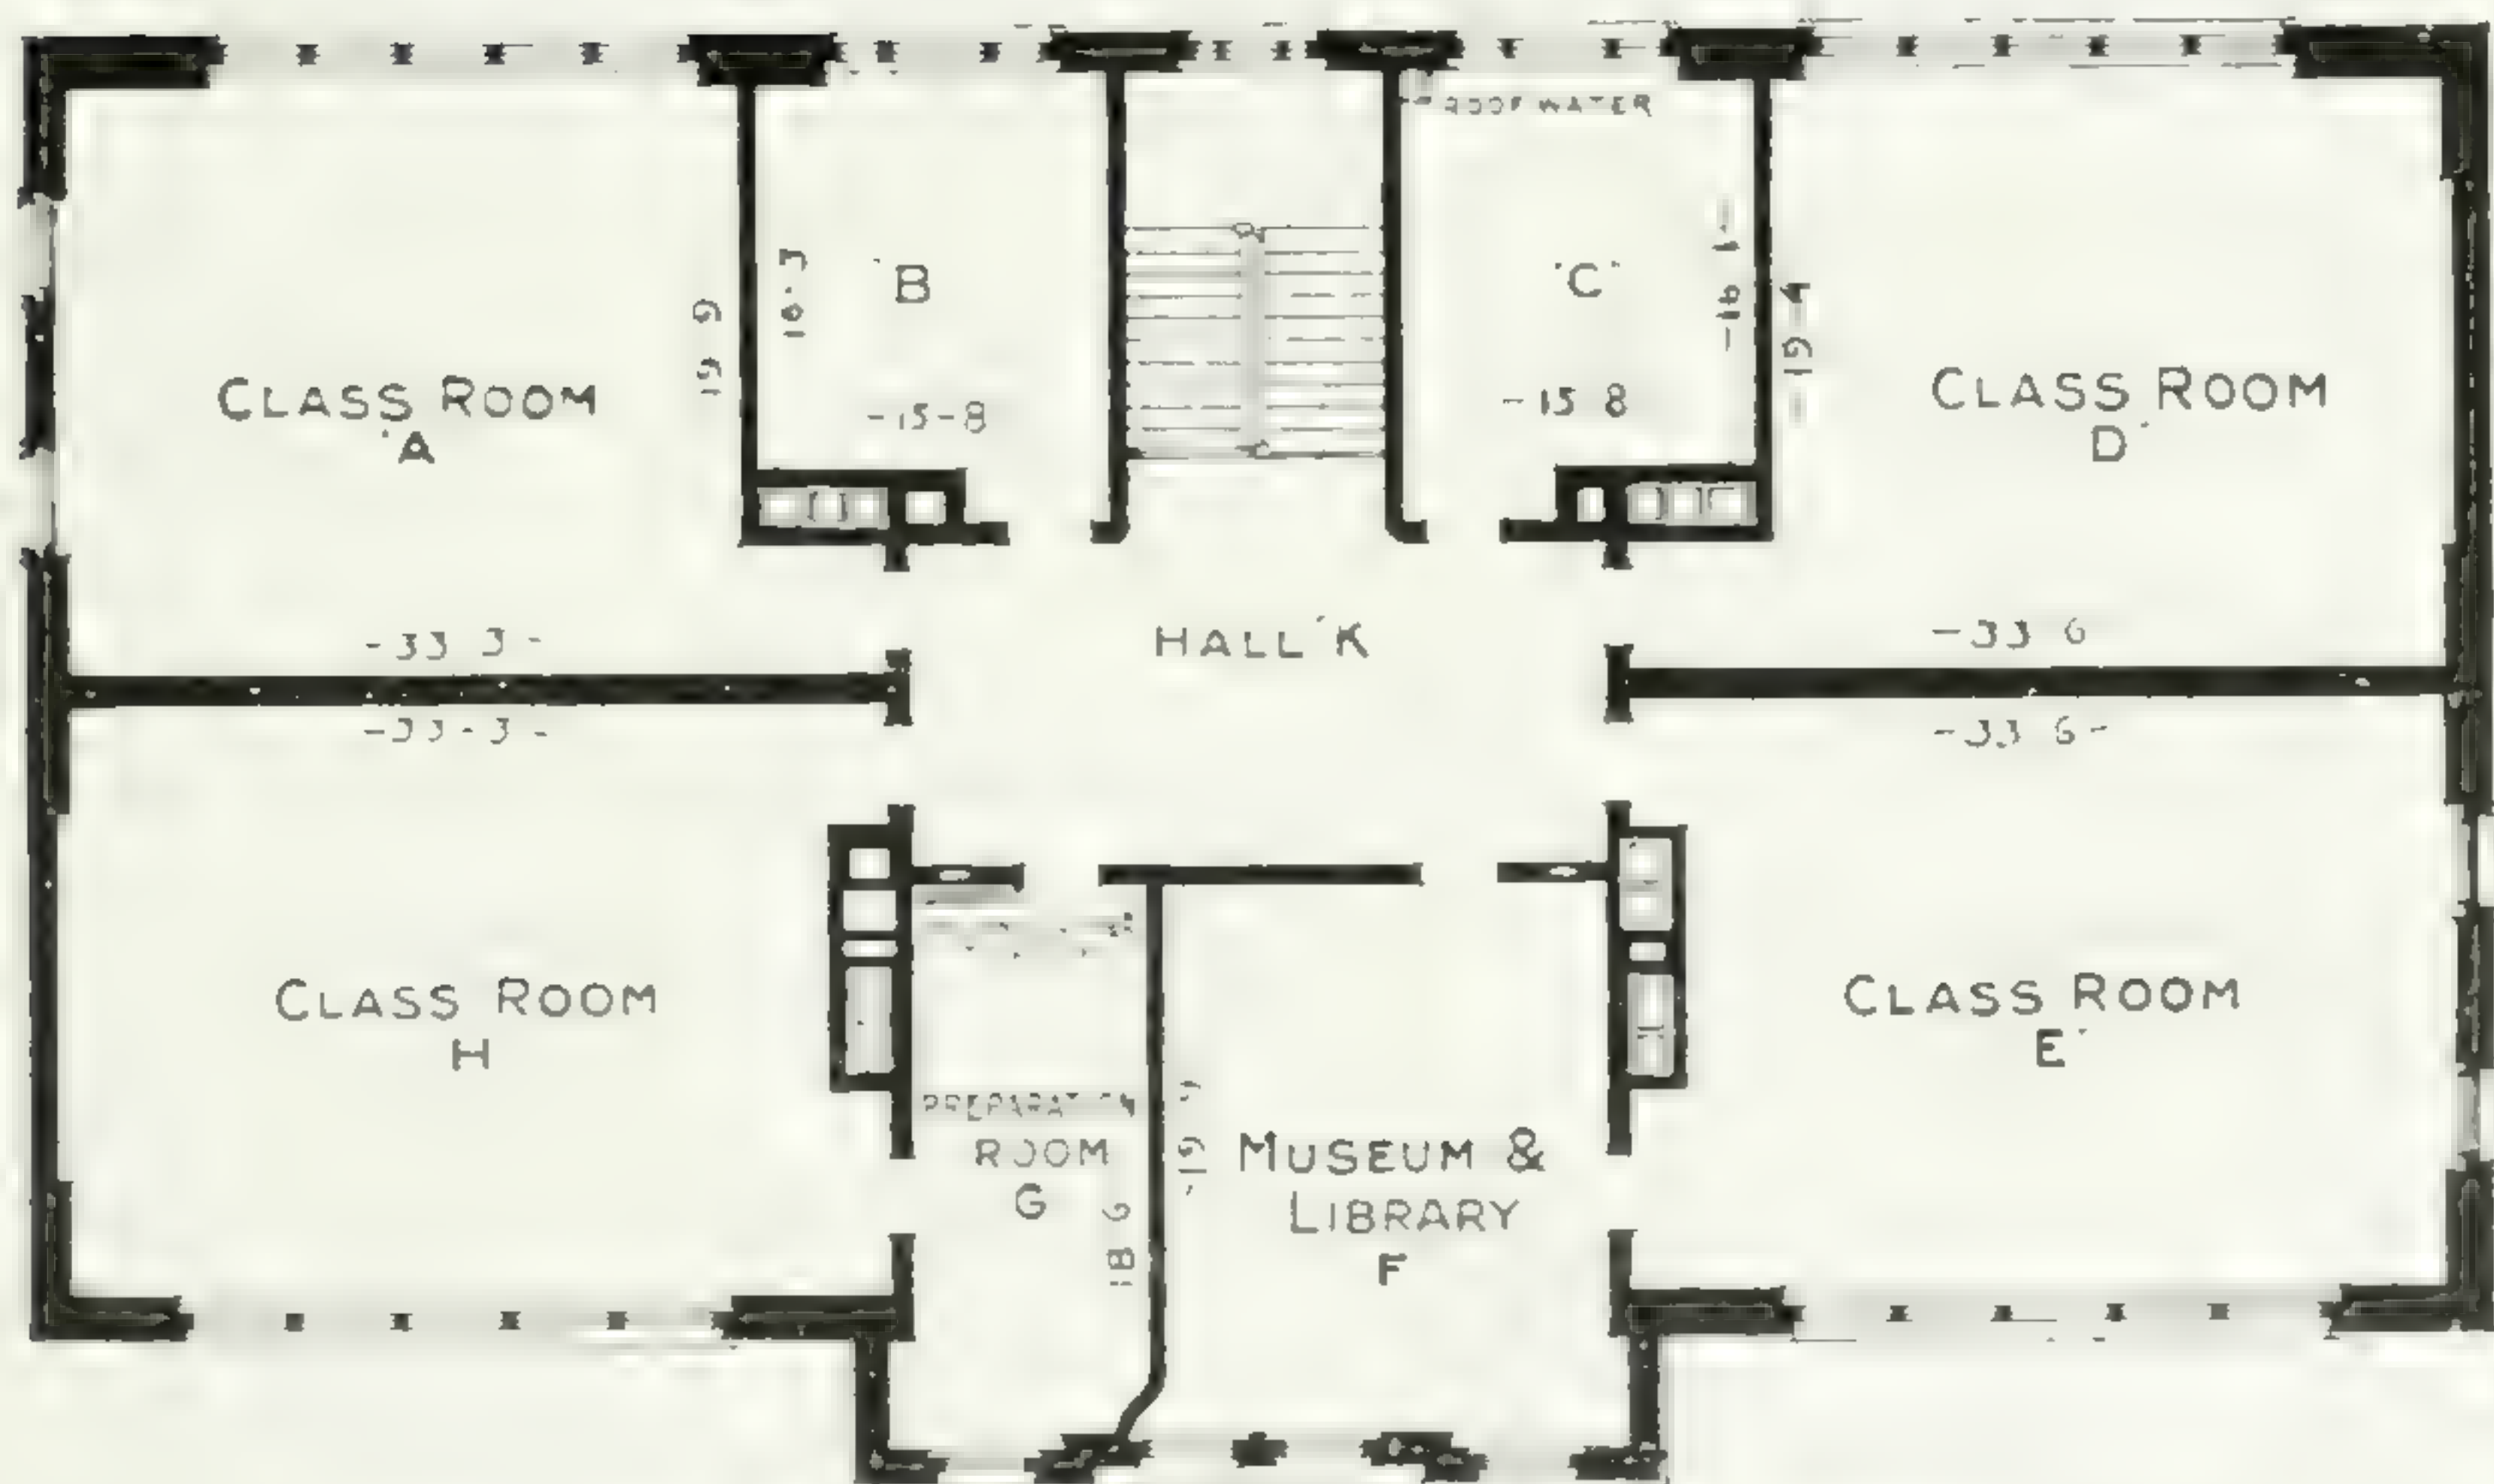 ROOF WATER
CLASS ROOM
'A
19 9
16·3
'B
-15-8
'C'
-15 8
-16 1-
19-4
CLASS ROOM
D'
-33 3-
HALL 'K
-33 6
-33-3-
-33 6-
CLASS ROOM
H
PREPARATION
ROOM
G
18 9
MUSEUM &
LIBRARY
F
CLASS ROOM
E'